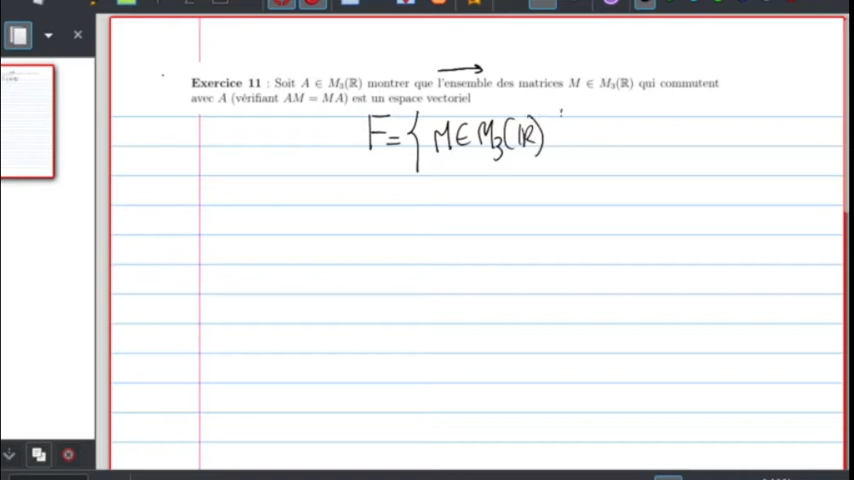 Exercice 11 : Soit A ∈ M₃(ℝ) montrer que l'ensemble des matrices M ∈ M₃(ℝ) qui commutent
avec A (vérifiant AM = MA) est un espace vectoriel
F = { M ∈ M₃(ℝ)